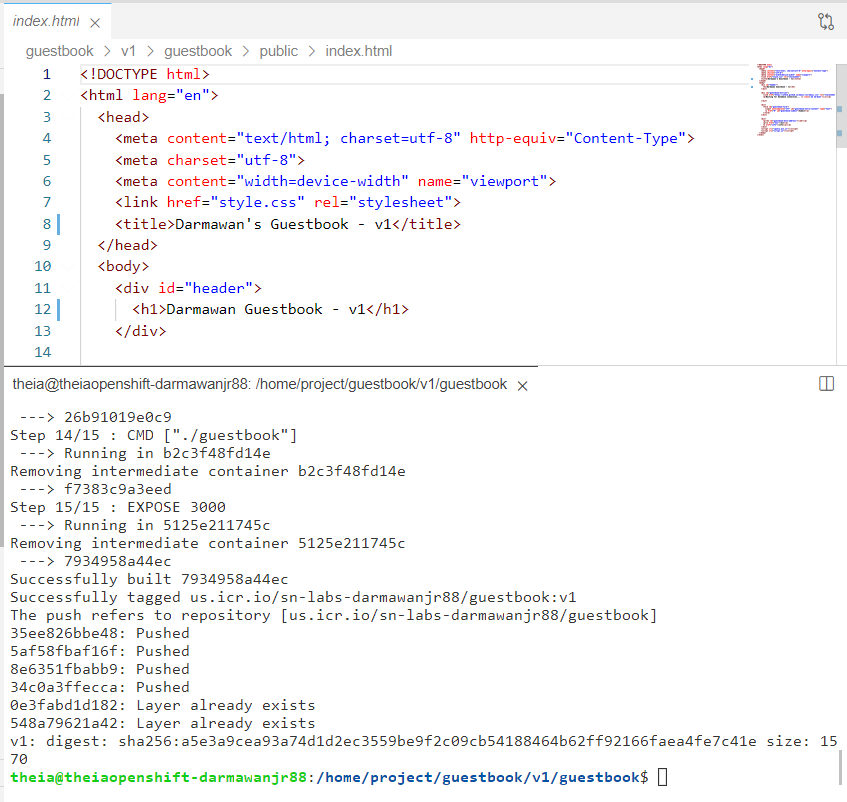 index.html
guestbook > v1 > guestbook > public > index.html
1 <!DOCTYPE html>
2 <html lang="en">
3 <head>
4 <meta content="text/html; charset=utf-8" http-equiv="Content-Type">
5 <meta charset="utf-8">
6 <meta content="width=device-width" name="viewport">
7 <link href="style.css" rel="stylesheet">
8 <title>Darmawan's Guestbook - v1</title>
9 </head>
10 <body>
11 <div id="header">
12 <h1>Darmawan Guestbook - v1</h1>
13 </div>
14
theia@theiaopenshift-darmawanjr88: /home/project/guestbook/v1/guestbook
---> 26b91019e0c9
Step 14/15 : CMD ["./guestbook"]
---> Running in b2c3f48fd14e
Removing intermediate container b2c3f48fd14e
---> f7383c9a3eed
Step 15/15 : EXPOSE 3000
---> Running in 5125e211745c
Removing intermediate container 5125e211745c
---> 7934958a44ec
Successfully built 7934958a44ec
Successfully tagged us.icr.io/sn-labs-darmawanjr88/guestbook:v1
The push refers to repository [us.icr.io/sn-labs-darmawanjr88/guestbook]
35ee826bbe48: Pushed
5af58fbaf16f: Pushed
8e6351fbabb9: Pushed
34c0a3ffecca: Pushed
0e3fabd1d182: Layer already exists
548a79621a42: Layer already exists
v1: digest: sha256:a5e3a9cea93a74d1d2ec3559be9f2c09cb54188464b62ff92166faea4fe7c41e size: 15
70
theia@theiaopenshift-darmawanjr88:/home/project/guestbook/v1/guestbook$